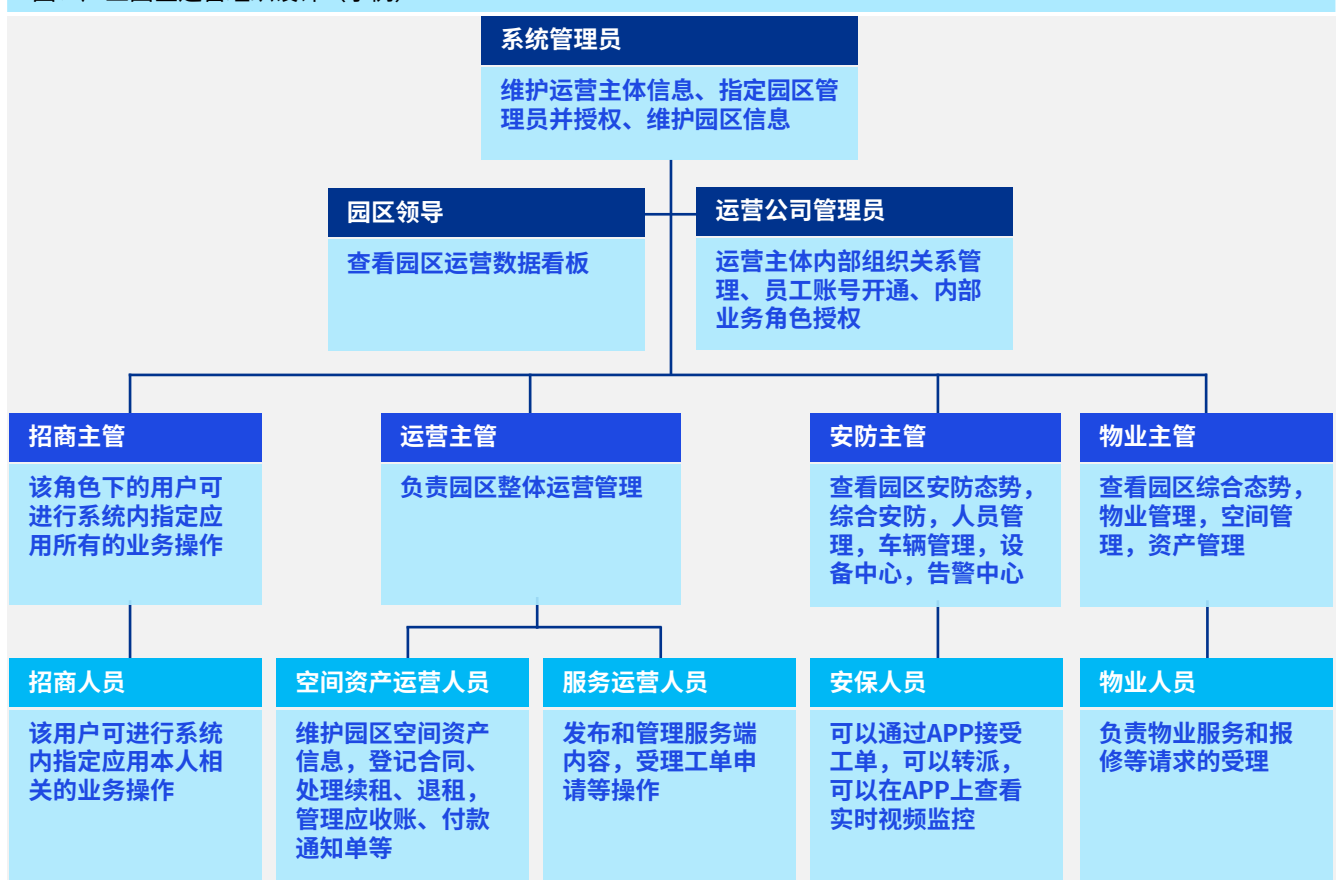 系统管理员
维护运营主体信息、指定园区管
理员并授权、维护园区信息
园区领导
查看园区运营数据看板
运营公司管理员
运营主体内部组织关系管
理、员工账号开通、内部
业务角色授权
招商主管
该角色下的用户可
进行系统内指定应
用所有的业务操作
运营主管
负责园区整体运营管理
安防主管
查看园区安防态势，
综合安防，人员管
理，车辆管理，设
备中心，告警中心
物业主管
查看园区综合态势，
物业管理，空间管
理，资产管理
招商人员
该用户可进行系统
内指定应用本人相
关的业务操作
空间资产运营人员
维护园区空间资产
信息，登记合同、
处理续租、退租，
管理应收账、付款
通知单等
服务运营人员
发布和管理服务端
内容，受理工单申
请等操作
安保人员
可以通过APP接受
工单，可以转派，
可以在APP上查看
实时视频监控
物业人员
负责物业服务和报
修等请求的受理